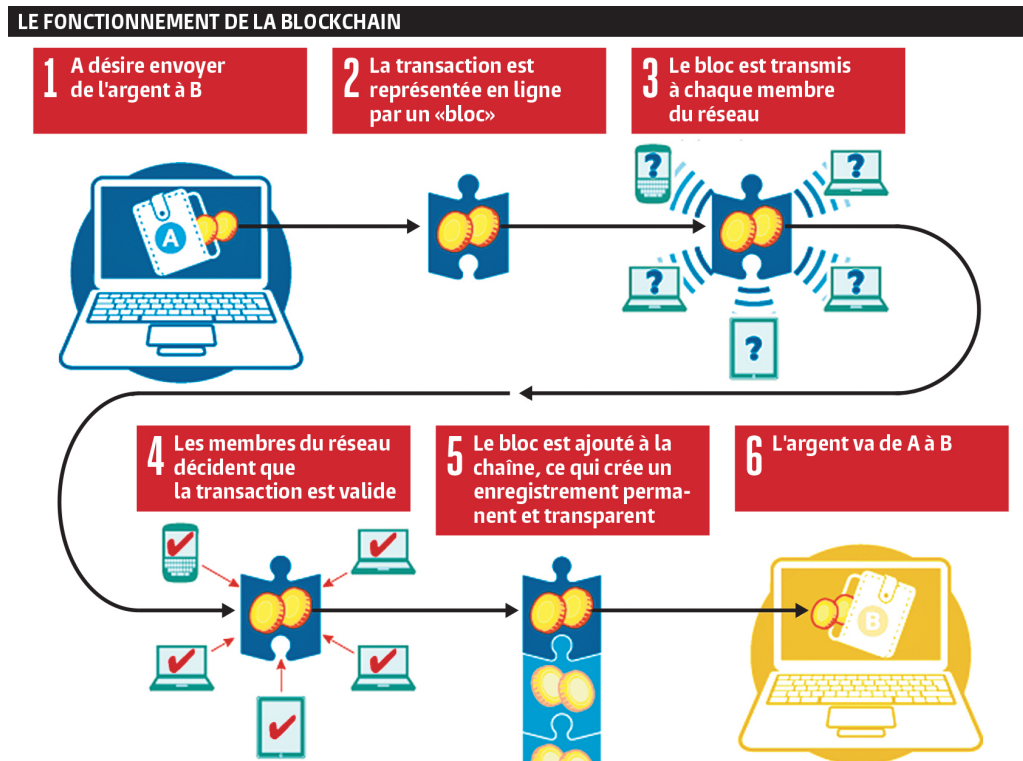 LE FONCTIONNEMENT DE LA BLOCKCHAIN
1 A désire envoyer
de l'argent à B
2 La transaction est
représentée en ligne
par un «bloc»
3 Le bloc est transmis
à chaque membre
du réseau
A
?
?
?
?
?
4 Les membres du réseau
décident que
la transaction est valide
5 Le bloc est ajouté à la
chaîne, ce qui crée un
enregistrement perma-
nent et transparent
6 L'argent va de A à B
B